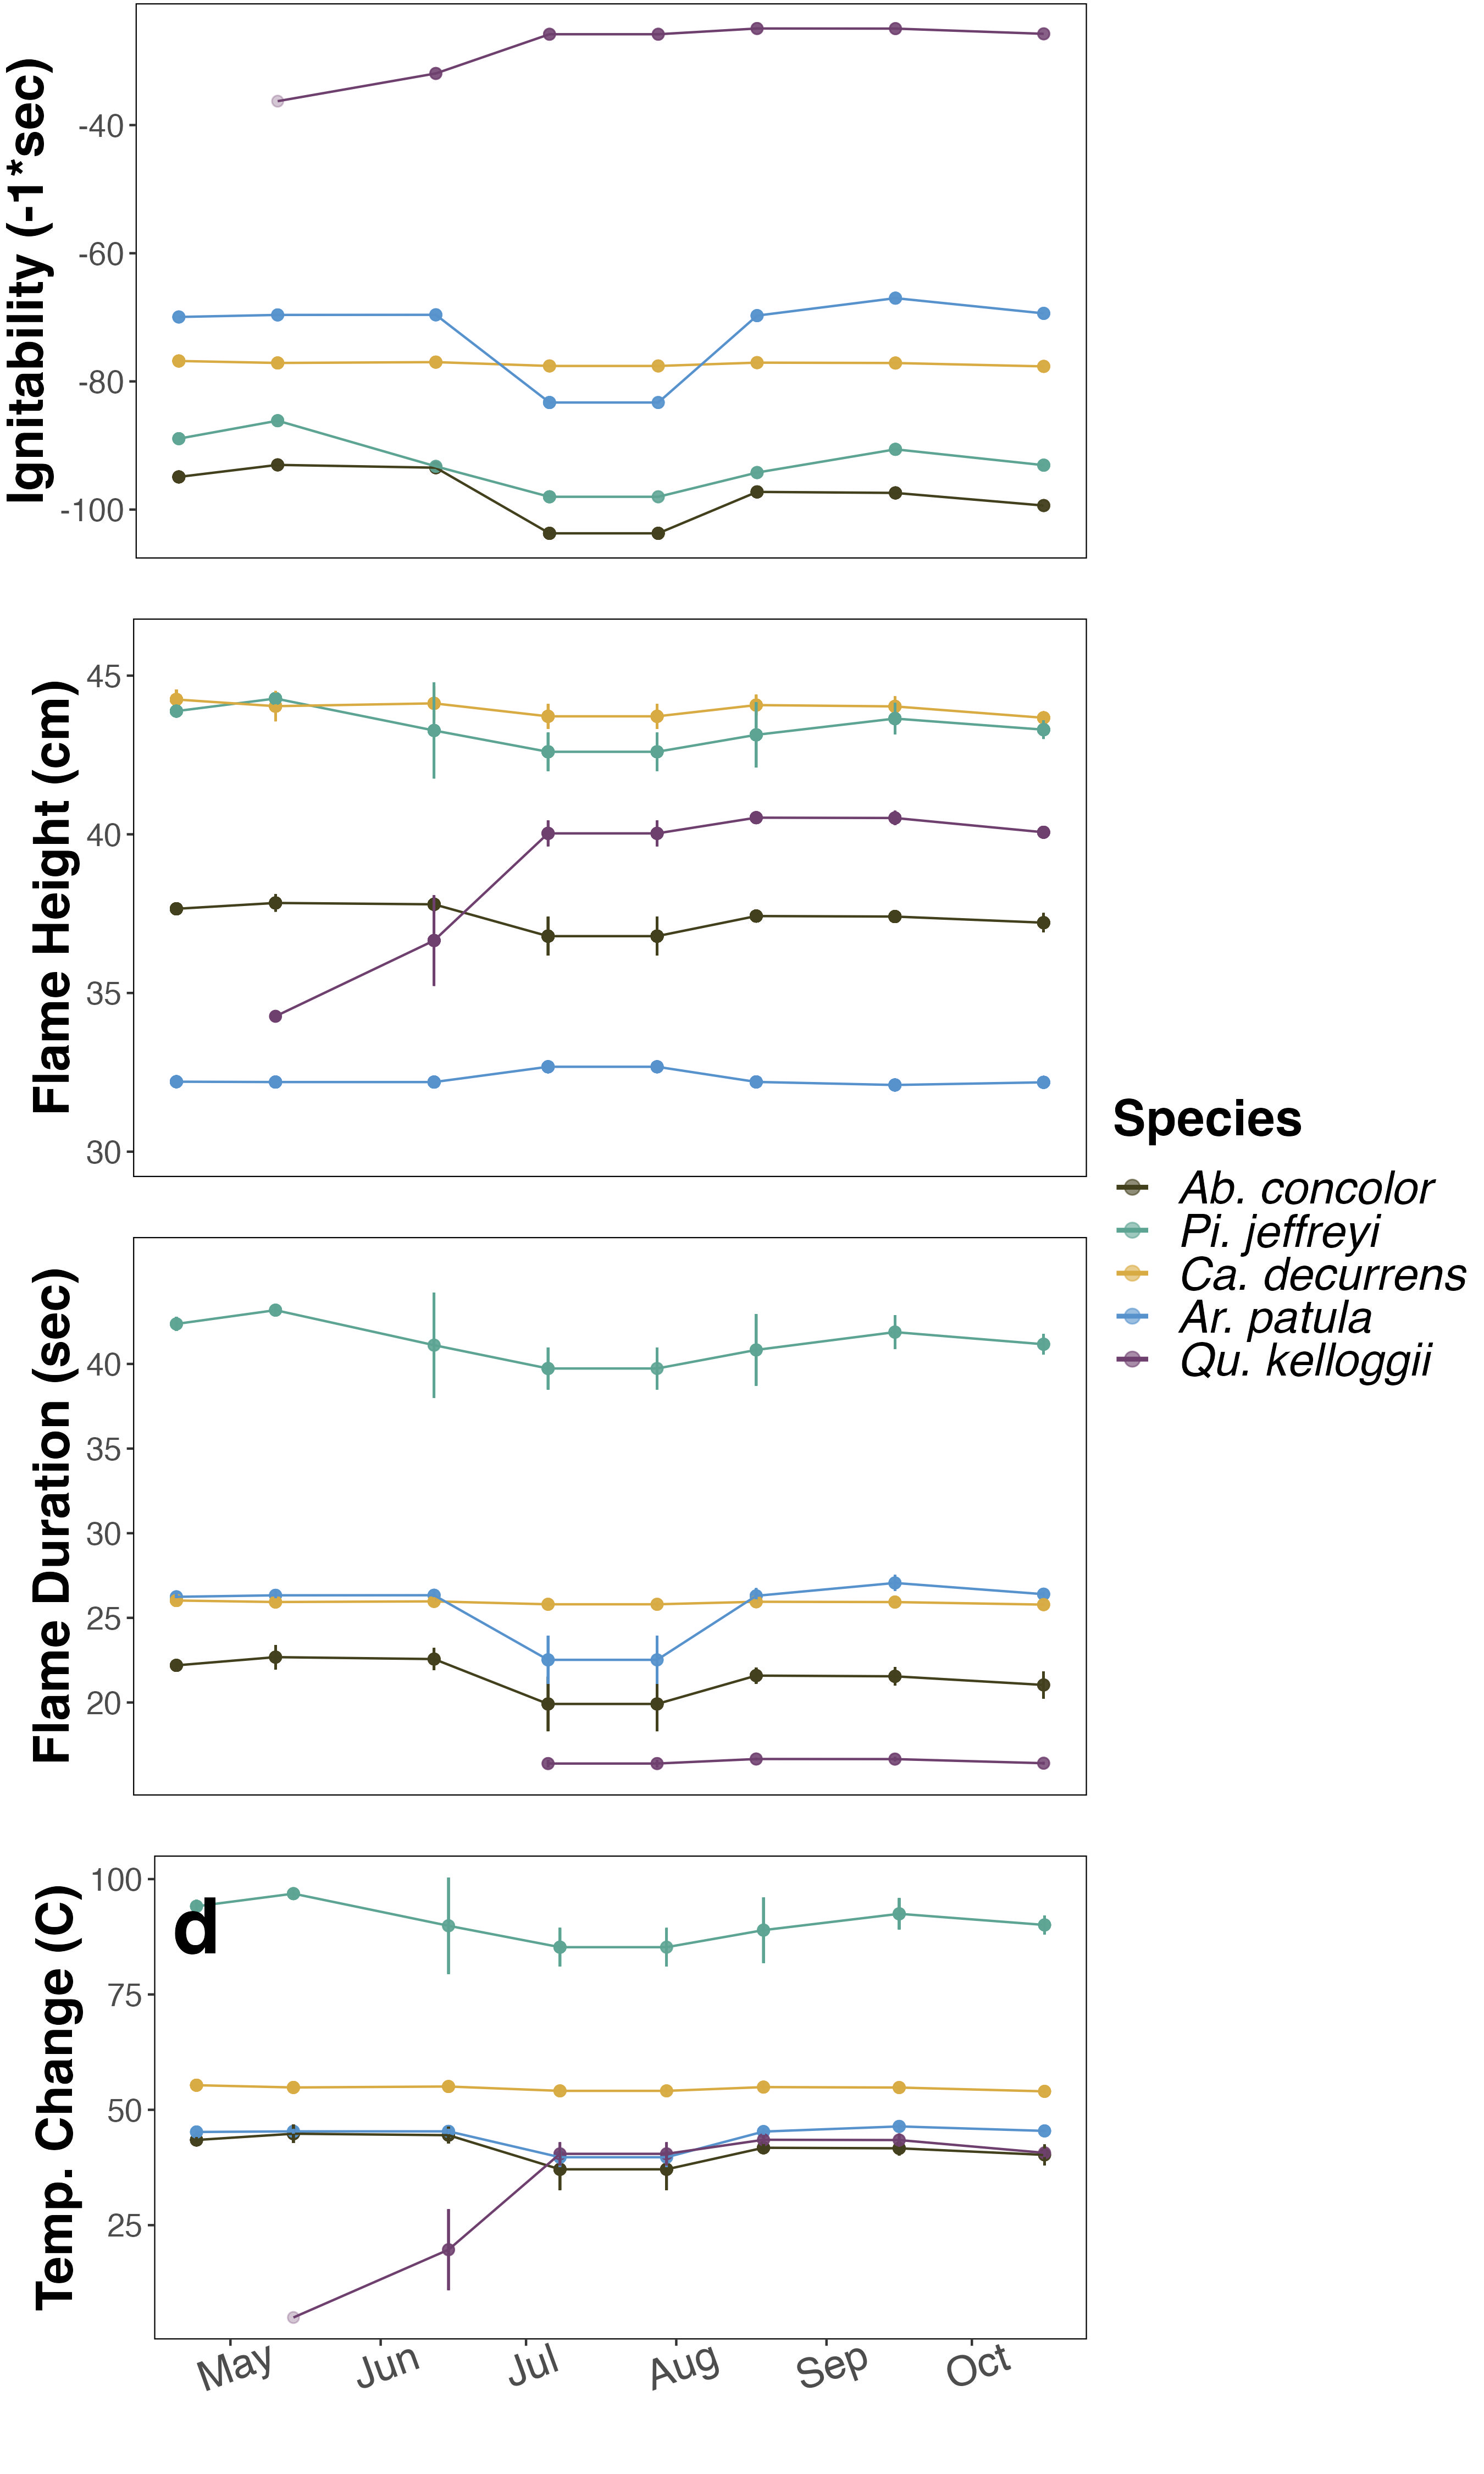 Ignitability (-1*sec)
-40
-60
-80
-100
Flame Height (cm)
45
40
35
30
Species
Ab. concolor
Pi. jeffreyi
Ca. decurrens
Ar. patula
Qu. kelloggii
Flame Duration (sec)
40
35
30
25
20
Temp. Change (C)
100
75
50
25
d
May Jun Jul Aug Sep Oct